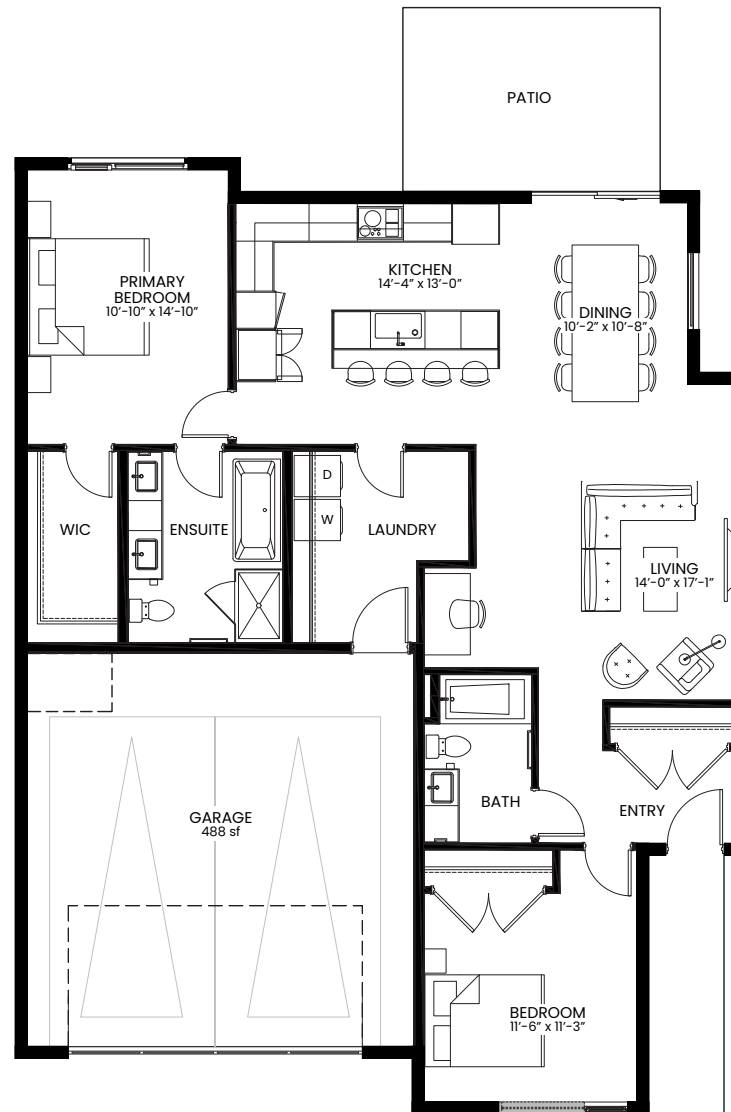 PATIO
PRIMARY
BEDROOM
10'-10" x 14'-10"
KITCHEN
14'-4" x 13'-0"
DINING
10'-2" x 10'-8"
WIC
ENSUITE
D
W
LAUNDRY
LIVING
14'-0" x 17'-1"
GARAGE
488 sf
BATH
ENTRY
BEDROOM
11'-6" x 11'-3"